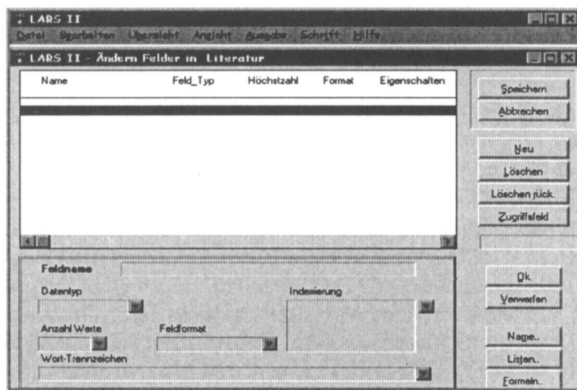 LARS II
Datei Bearbeiten Übersicht Ansicht Ausgabe Schrift Hilfe
LARS II - Ändern Felder in Literatur
Name Feld_Typ Höchstzahl Format Eigenschaften
Speichern
Abbrechen
Neu
Löschen
Löschen rück.
Zugriffsfeld
Feldname
Datentyp Indexierung
Ok
Verwerfen
Anzahl Werte Feldformat
Name..
Wort-Trennzeichen
Listen..
Formeln..